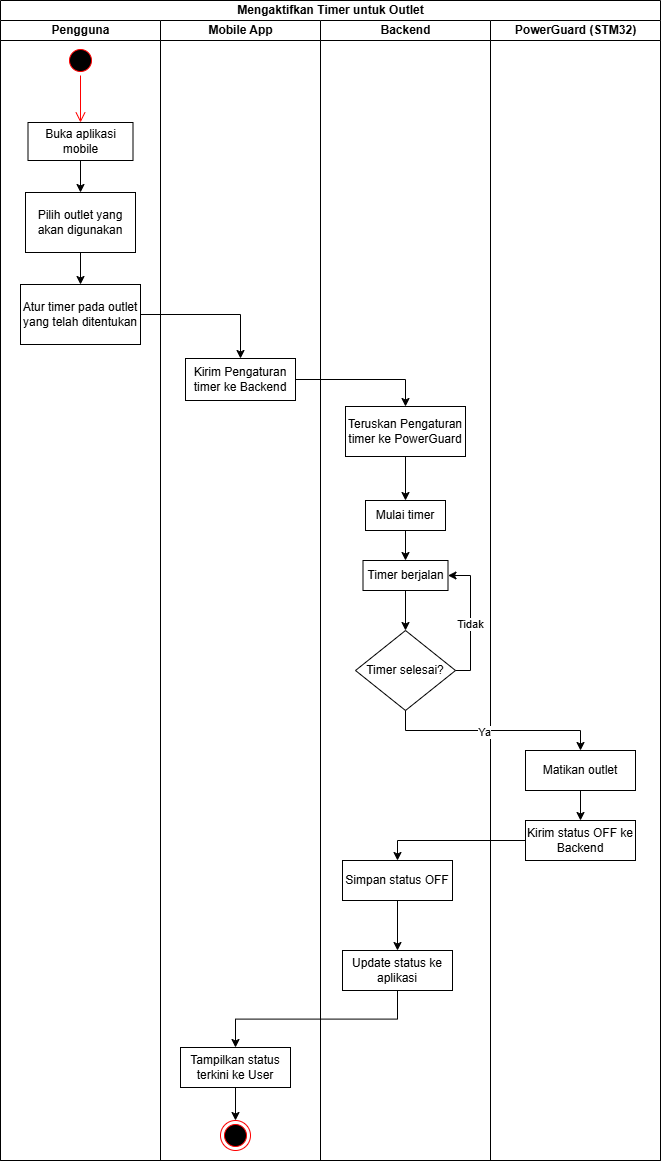 Mengaktifkan Timer untuk Outlet
Pengguna
Mobile App
Backend
PowerGuard (STM32)
Buka aplikasi
mobile
Pilih outlet yang
akan digunakan
Atur timer pada outlet
yang telah ditentukan
Kirim Pengaturan
timer ke Backend
Teruskan Pengaturan
timer ke PowerGuard
Mulai timer
Timer berjalan
Tidak
Timer selesai?
Ya
Matikan outlet
Kirim status OFF ke
Backend
Simpan status OFF
Update status ke
aplikasi
Tampilkan status
terkini ke User